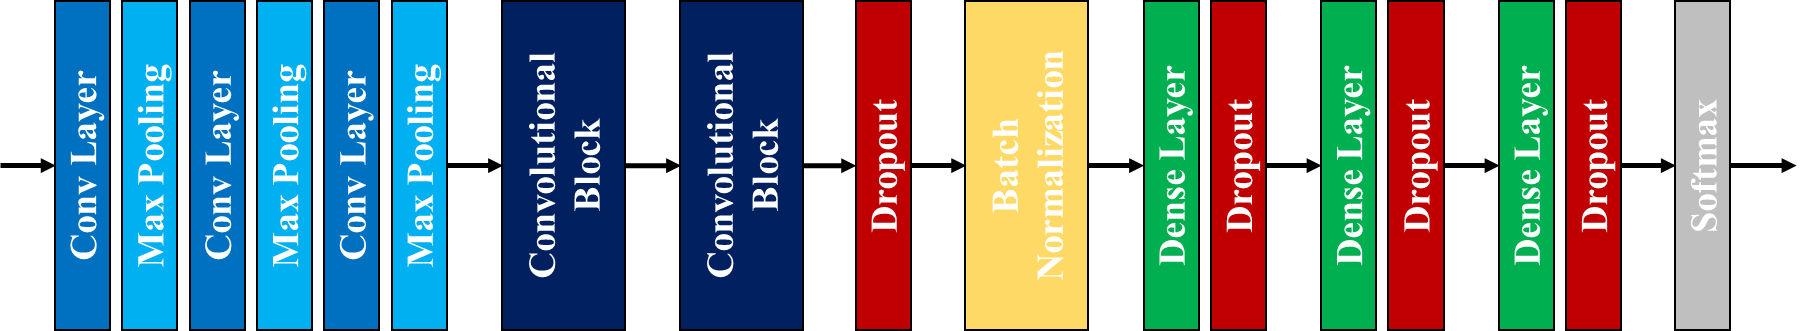 Conv Layer
Max Pooling
Conv Layer
Max Pooling
Conv Layer
Max Pooling
Convolutional
Block
Convolutional
Block
Dropout
Batch
Normalization
Dense Layer
Dropout
Dense Layer
Dropout
Dense Layer
Dropout
Softmax